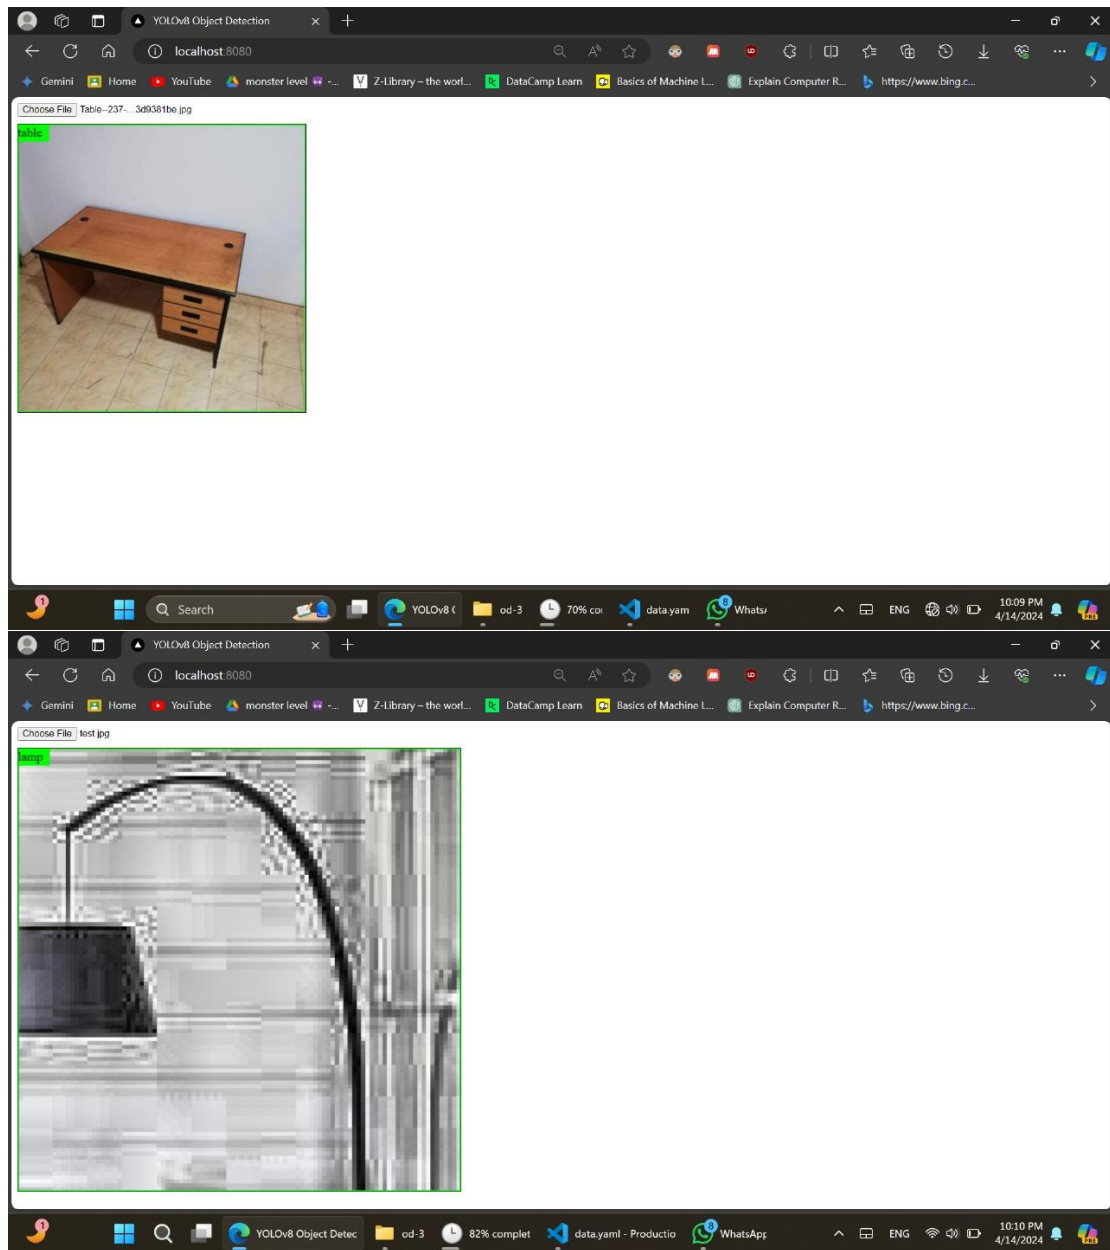 YOLOv8 Object Detection
localhost:8080
Gemini Home YouTube monster level -... Z-Library – the worl... DataCamp Learn Basics of Machine L... Explain Computer R... https://www.bing.c...
Choose File Table--237-... 3d9381be.jpg
table
Search YOLOv8 ( od-3 70% co data.yam 8 Whats ENG 10:09 PM
4/14/2024
YOLOv8 Object Detection
localhost:8080
Gemini Home YouTube monster level -... Z-Library – the worl... DataCamp Learn Basics of Machine L... Explain Computer R... https://www.bing.c...
Choose File test.jpg
lamp
YOLOv8 Object Detec od-3 82% complet data.yaml - Productio 8 WhatsApp ENG 10:10 PM
4/14/2024